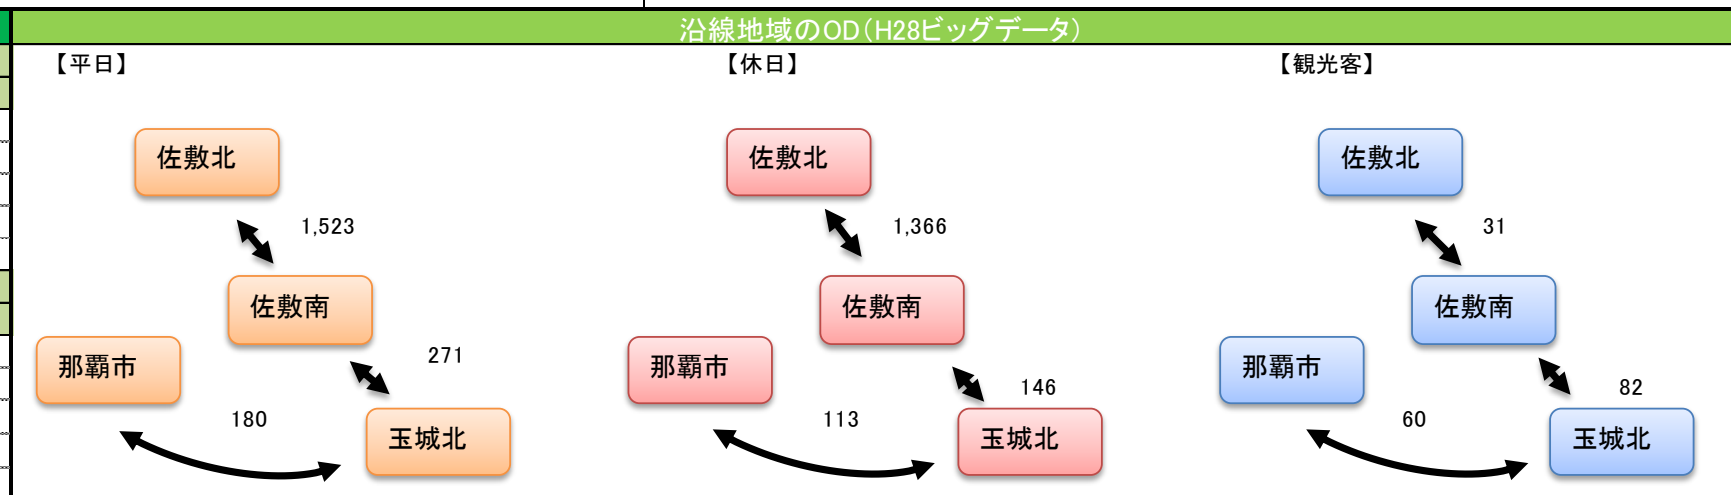 沿線地域のOD(H28ビッグデータ)
【平日】
佐敷北
1,523
佐敷南
271
那覇市
180
玉城北
【休日】
佐敷北
1,366
佐敷南
146
那覇市
113
玉城北
【観光客】
佐敷北
31
佐敷南
82
那覇市
60
玉城北